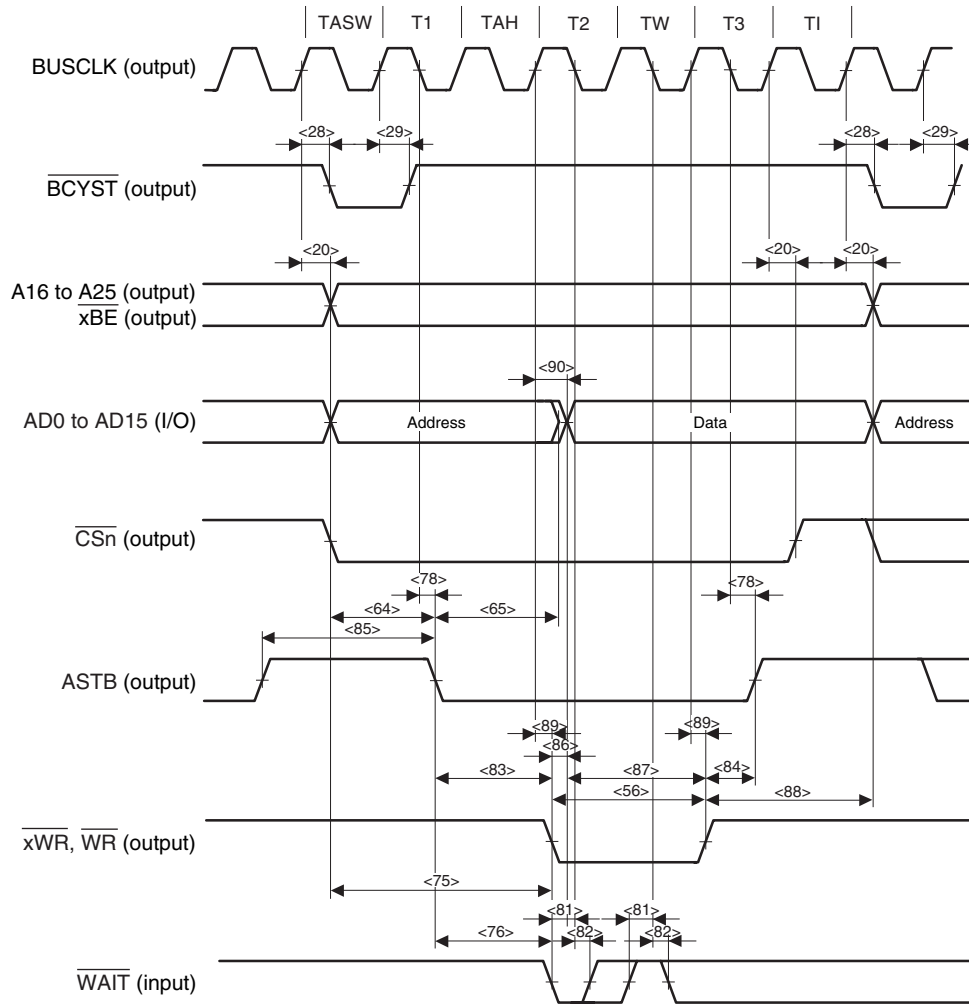 TASW T1 TAH T2 TW T3 TI
BUSCLK (output)
<28> <29> <28> <29>
BCYST (output)
<20> <20> <20>
A16 to A25 (output)
xBE (output)
<90>
AD0 to AD15 (I/O) Address Data Address
CSn (output)
<78> <78>
<64> <65>
<85>
ASTB (output)
<89> <89>
<86>
<83> <87> <84>
<56> <88>
xWR, WR (output)
<75>
<81> <81>
<76> <82> <82>
WAIT (input)